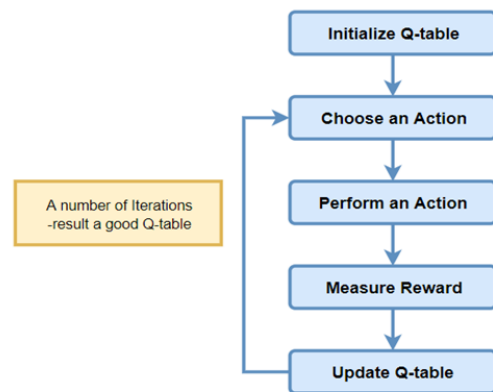 Initialize Q-table
Choose an Action
A number of Iterations
-result a good Q-table
Perform an Action
Measure Reward
Update Q-table